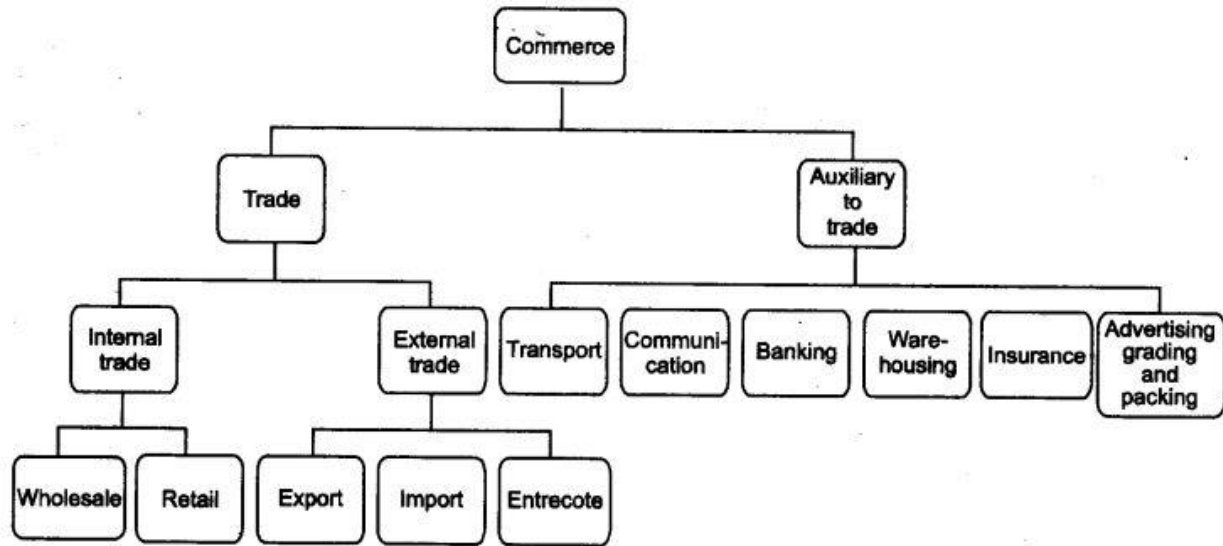 Commerce
Trade
Auxiliary
to
trade
Internal
trade
External
trade
Transport
Communi-
cation
Banking
Ware-
housing
Insurance
Advertising
grading
and
packing
Wholesale
Retail
Export
Import
Entrecote